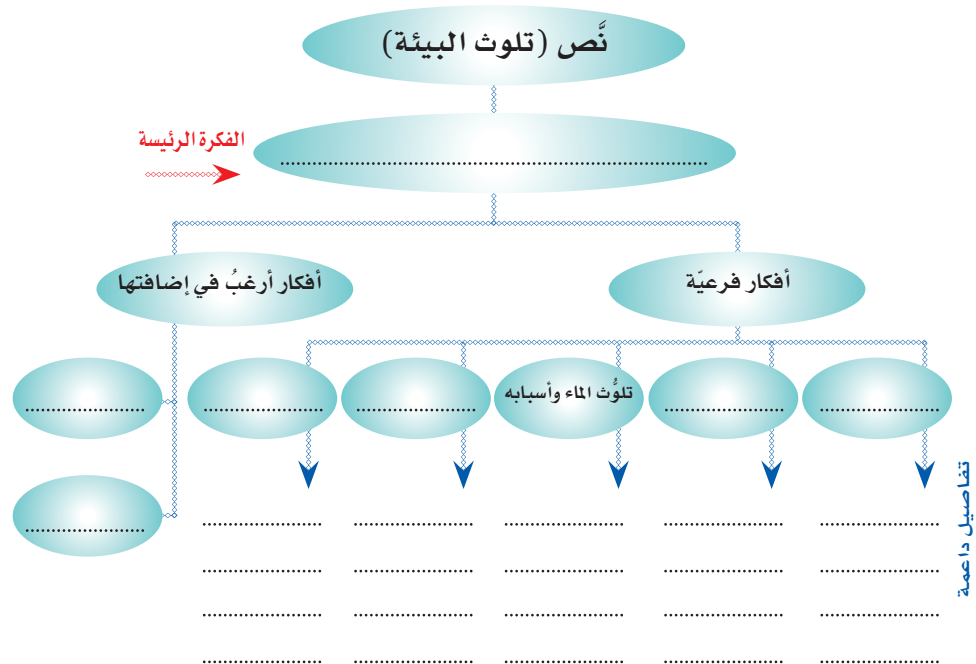 نَّص (تلوث البيئة)
الفكرة الرئيسة
................................................
أفكار فرعيّة
أفكار أرغبُ في إضافتها
........................
........................
تلوُّث الماء وأسبابه
........................
........................
........................
........................
تفاصيل داعمة
........................ ........................ ........................ ........................ ........................
........................ ........................ ........................ ........................ ........................
........................ ........................ ........................ ........................ ........................
........................ ........................ ........................ ........................ ........................